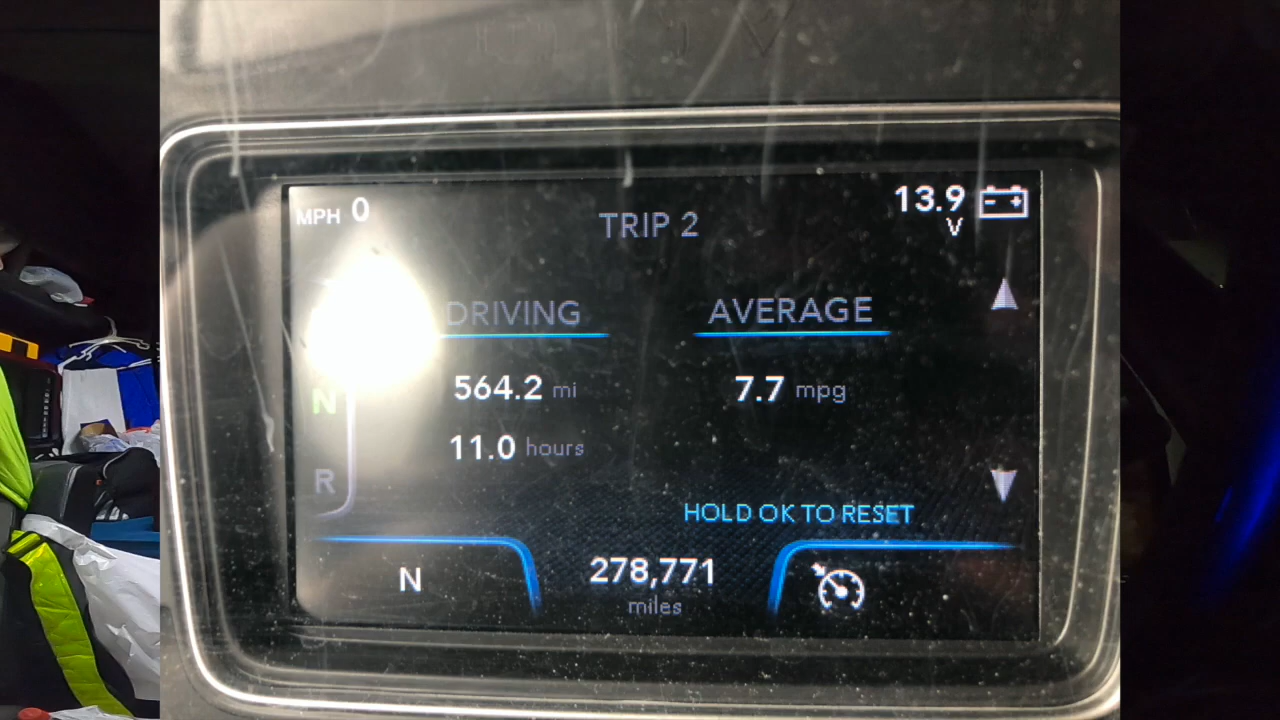 MPH 0
TRIP 2
13.9
V
DRIVING
AVERAGE
564.2 mi
7.7 mpg
11.0 hours
N
R
HOLD OK TO RESET
N
278,771
miles